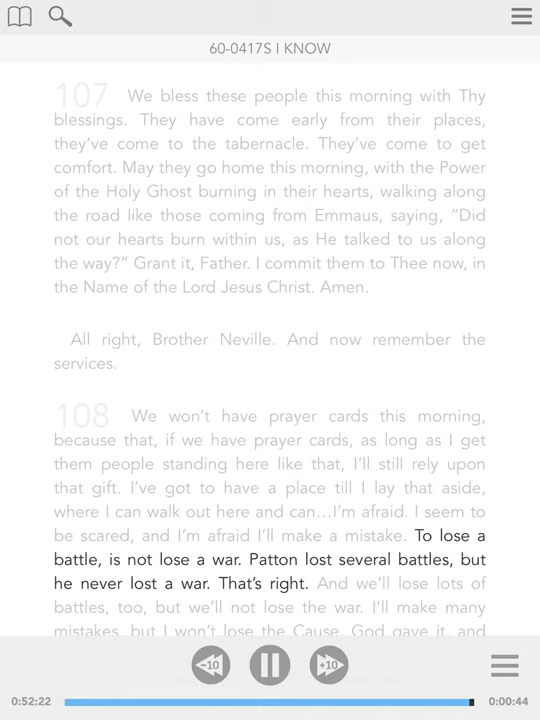 60-0417S I KNOW
107 We bless these people this morning with Thy
blessings. They have come early from their places,
they've come to the tabernacle. They've come to get
comfort. May they go home this morning, with the Power
of the Holy Ghost burning in their hearts, walking along
the road like those coming from Emmaus, saying, “Did
not our hearts burn within us, as He talked to us along
the way?” Grant it, Father. I commit them to Thee now, in
the Name of the Lord Jesus Christ. Amen.
All right, Brother Neville. And now remember the
services.
108 We won't have prayer cards this morning,
because that, if we have prayer cards, as long as I get
them people standing here like that, I'll still rely upon
that gift. I've got to have a place till I lay that aside,
where I can walk out here and can…I'm afraid. I seem to
be scared, and I'm afraid I'll make a mistake. To lose a
battle, is not lose a war. Patton lost several battles, but
he never lost a war. That's right. And we'll lose lots of
battles, too, but we'll not lose the war. I'll make many
mistakes, but I won't lose the Cause. God gave it, and
-10
+10
0:52:22
0:00:44